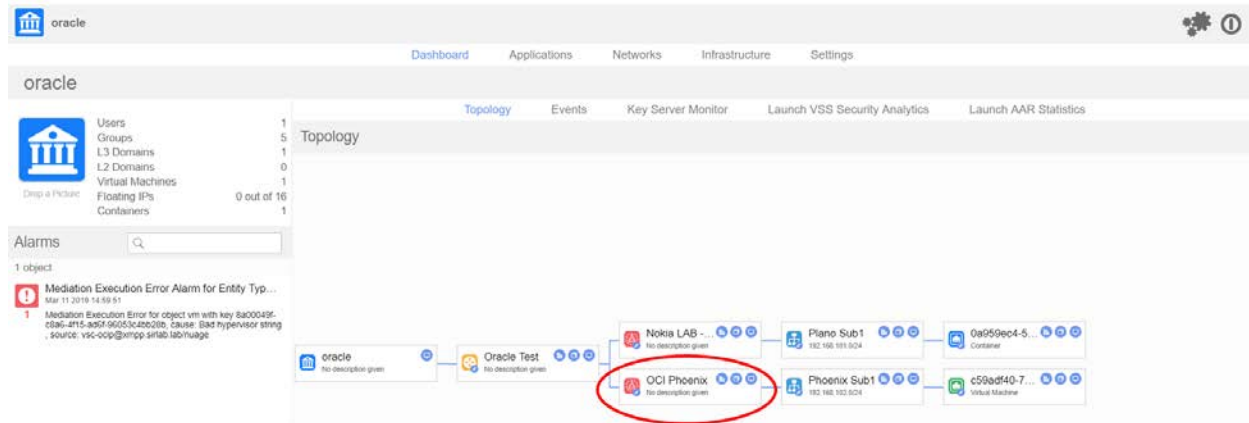 oracle
Dashboard Applications Networks Infrastructure Settings
oracle
Topology Events Key Server Monitor Launch VSS Security Analytics Launch AAR Statistics
Users 1
Groups 5
L3 Domains 1
L2 Domains 0
Virtual Machines 1
Floating IPs 0 out of 16
Containers 1
Drop a Picture
Topology
Alarms
1 object
Mediation Execution Error Alarm for Entity Typ...
Mar 11 2019 14:59:51
1
Mediation Execution Error for object vm with key
cause: Bad hypervisor string
, source: vsc-ocip@xmpp.sirlab.lab/nuage
oracle
No description given
Oracle Test
No description given
Nokia LAB -...
No description given
Plano Sub1
192.168.101.0/24
0a959ec4-5...
Container
OCI Phoenix
No description given
Phoenix Sub1
192.168.102.0/24
c59adf40-7...
Virtual Machine